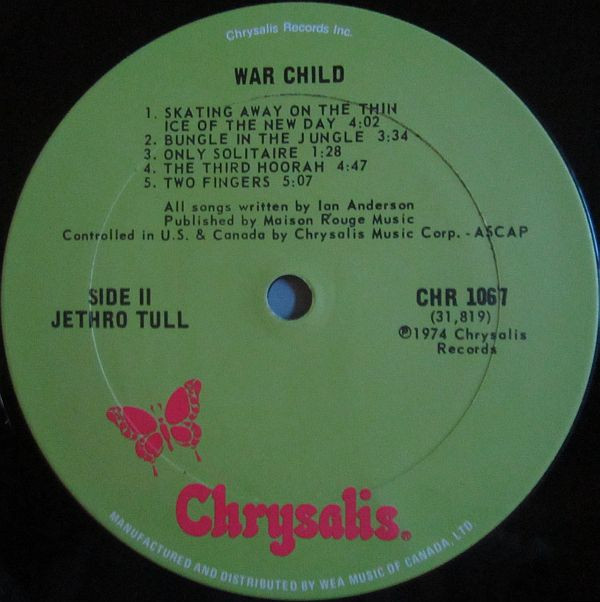 Chrysalis Records Inc.
WAR CHILD
1. SKATING AWAY ON THE THIN
ICE OF THE NEW DAY 4:02
2. BUNGLE IN THE JUNGLE 3:34
3. ONLY SOLITAIRE 1:28
4. THE THIRD HOORAH 4:47
5. TWO FINGERS 5:07
All songs written by Ian Anderson
Published by Maison Rouge Music
Controlled in U.S. & Canada by Chrysalis Music Corp. - ASCAP
SIDE II
JETHRO TULL
CHR 1067
(31,819)
℗1974 Chrysalis
Records
Chrysalis®
MANUFACTURED AND DISTRIBUTED BY WEA MUSIC OF CANADA, LTD.